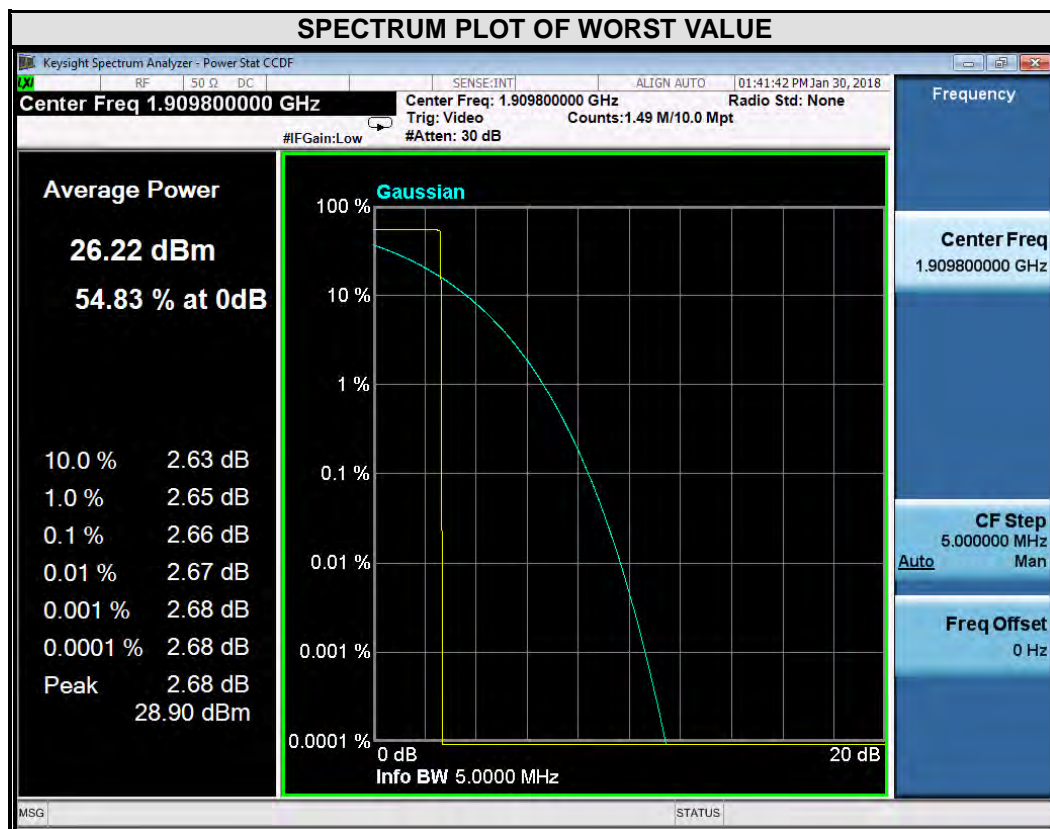 SPECTRUM PLOT OF WORST VALUE
Keysight Spectrum Analyzer - Power Stat CCDF
LXI RF 50 Ω DC SENSE:INT ALIGN AUTO 01:41:42 PM Jan 30, 2018
Center Freq 1.909800000 GHz
Center Freq: 1.909800000 GHz Radio Std: None
Trig: Video Counts:1.49 M/10.0 Mpt
#IFGain:Low #Atten: 30 dB
Average Power
26.22 dBm
54.83 % at 0dB
10.0 % 2.63 dB
1.0 % 2.65 dB
0.1 % 2.66 dB
0.01 % 2.67 dB
0.001 % 2.68 dB
0.0001 % 2.68 dB
Peak 2.68 dB
28.90 dBm
Gaussian
100 %
10 %
1 %
0.1 %
0.01 %
0.001 %
0.0001 %
0 dB 20 dB
Info BW 5.0000 MHz
Frequency
Center Freq
1.909800000 GHz
CF Step
5.000000 MHz
Auto Man
Freq Offset
0 Hz
MSG STATUS